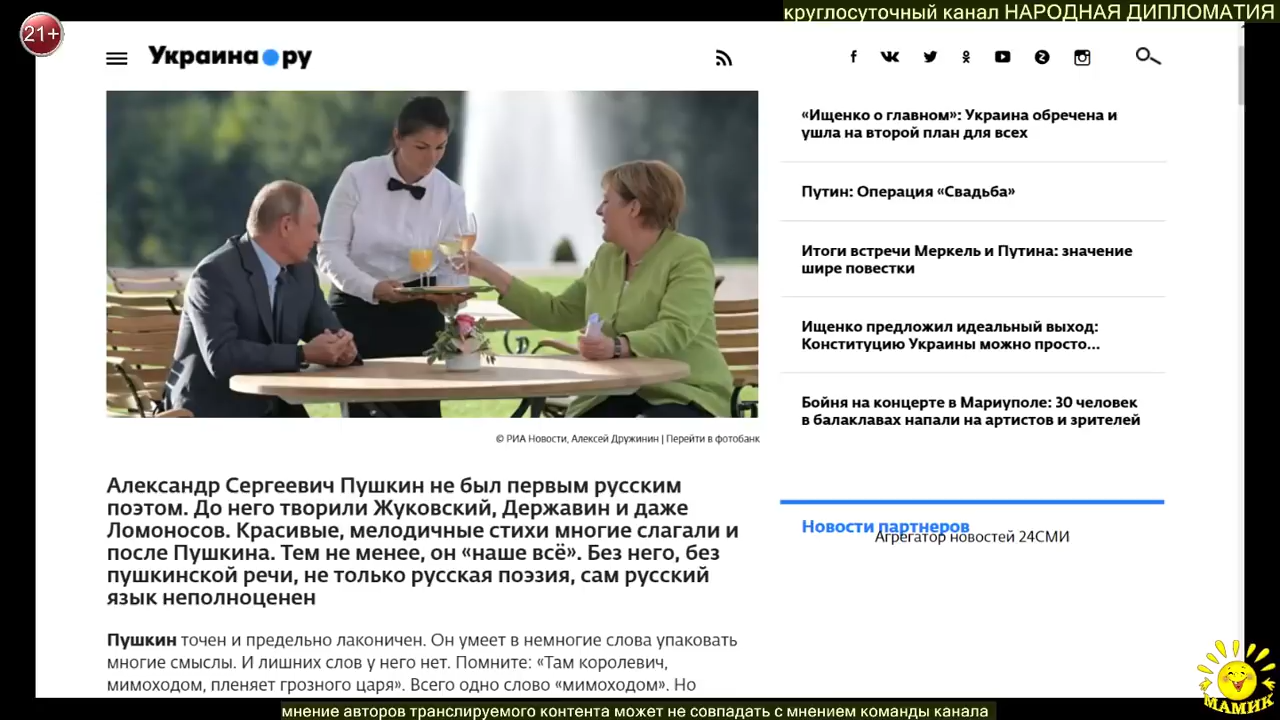 круглосуточный канал НАРОДНАЯ ДИПЛОМАТИЯ
21+
Украина ру
«Ищенко о главном»: Украина обречена и
ушла на второй план для всех
Путин: Операция «Свадьба»
Итоги встречи Меркель и Путина: значение
шире повестки
Ищенко предложил идеальный выход:
Конституцию Украины можно просто...
Бойня на концерте в Мариуполе: 30 человек
в балаклавах напали на артистов и зрителей
© РИА Новости, Алексей Дружинин | Перейти в фотобанк
Александр Сергеевич Пушкин не был первым русским
поэтом. До него творили Жуковский, Державин и даже
Ломоносов. Красивые, мелодичные стихи многие слагали и
после Пушкина. Тем не менее, он «наше всё». Без него, без
пушкинской речи, не только русская поэзия, сам русский
язык неполноценен
Новости партнеров
Агрегатор новостей 24СМИ
Пушкин точен и предельно лаконичен. Он умеет в немногие слова упаковать
многие смыслы. И лишних слов у него нет. Помните: «Там королевич,
мимоходом, пленяет грозного царя». Всего одно слово «мимоходом». Но
МАМИК
мнение авторов транслируемого контента может не совпадать с мнением команды канала